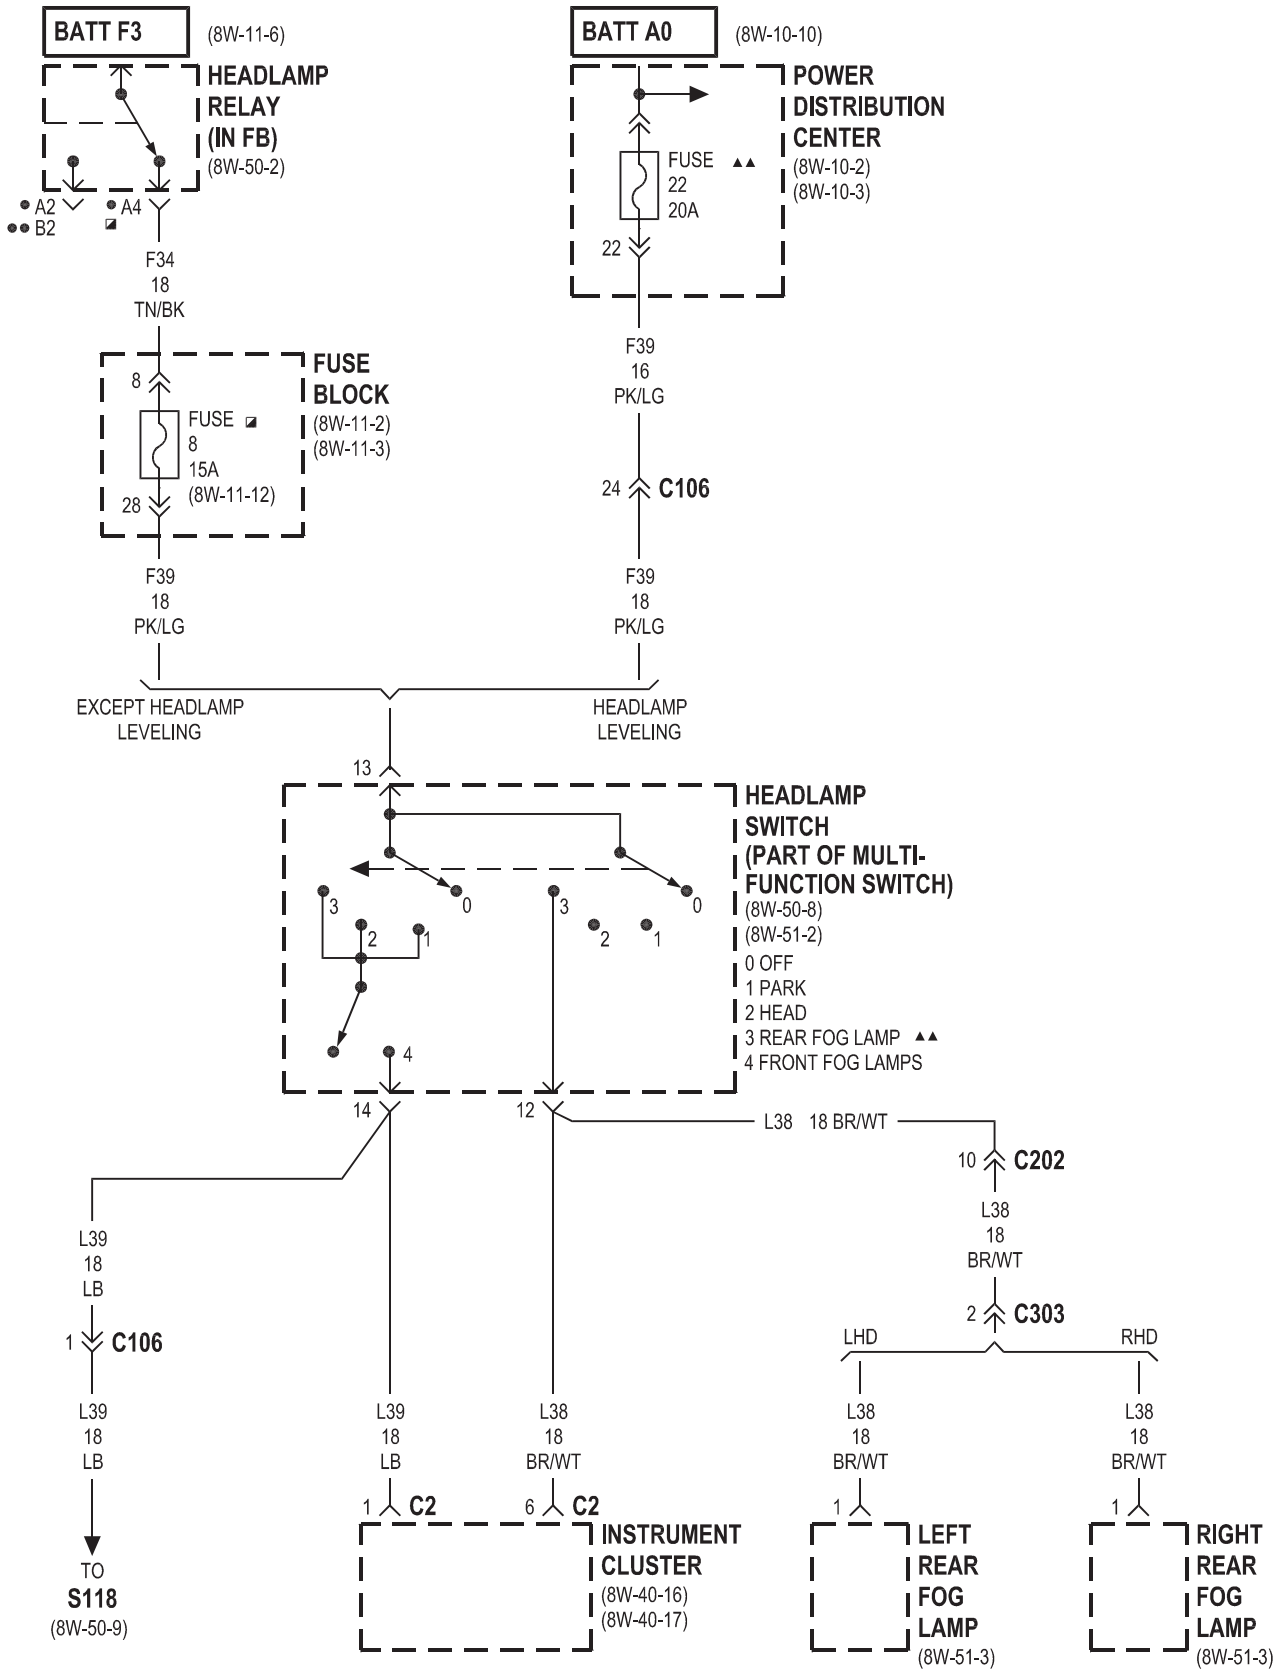 BATT F3
(8W-11-6)
BATT A0
(8W-10-10)
HEADLAMP
RELAY
(IN FB)
(8W-50-2)
POWER
DISTRIBUTION
CENTER
(8W-10-2)
(8W-10-3)
FUSE ▲▲
22
20A
22
● A2
●● B2
● A4
◪
F34
18
TN/BK
FUSE
BLOCK
(8W-11-2)
(8W-11-3)
8
FUSE ◪
8
15A
(8W-11-12)
28
F39
16
PK/LG
24
C106
F39
18
PK/LG
F39
18
PK/LG
EXCEPT HEADLAMP
LEVELING
HEADLAMP
LEVELING
13
HEADLAMP
SWITCH
(PART OF MULTI-
FUNCTION SWITCH)
(8W-50-8)
(8W-51-2)
0 OFF
1 PARK
2 HEAD
3 REAR FOG LAMP ▲▲
4 FRONT FOG LAMPS
3
0
3
0
2
1
2
1
4
14
12
L38 18 BR/WT
10
C202
L38
18
BR/WT
2
C303
LHD
RHD
L39
18
LB
1
C106
L39
18
LB
TO
S118
(8W-50-9)
L39
18
LB
1
C2
L38
18
BR/WT
6
C2
INSTRUMENT
CLUSTER
(8W-40-16)
(8W-40-17)
L38
18
BR/WT
1
LEFT
REAR
FOG
LAMP
(8W-51-3)
L38
18
BR/WT
1
RIGHT
REAR
FOG
LAMP
(8W-51-3)